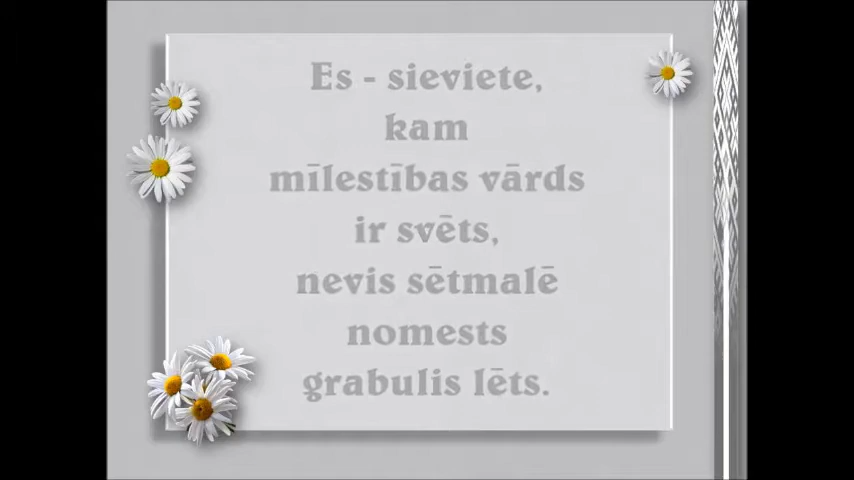 Es - sieviete,
kam
mīlestības vārds
ir svēts,
nevis sētmalē
nomests
grabulis lēts.